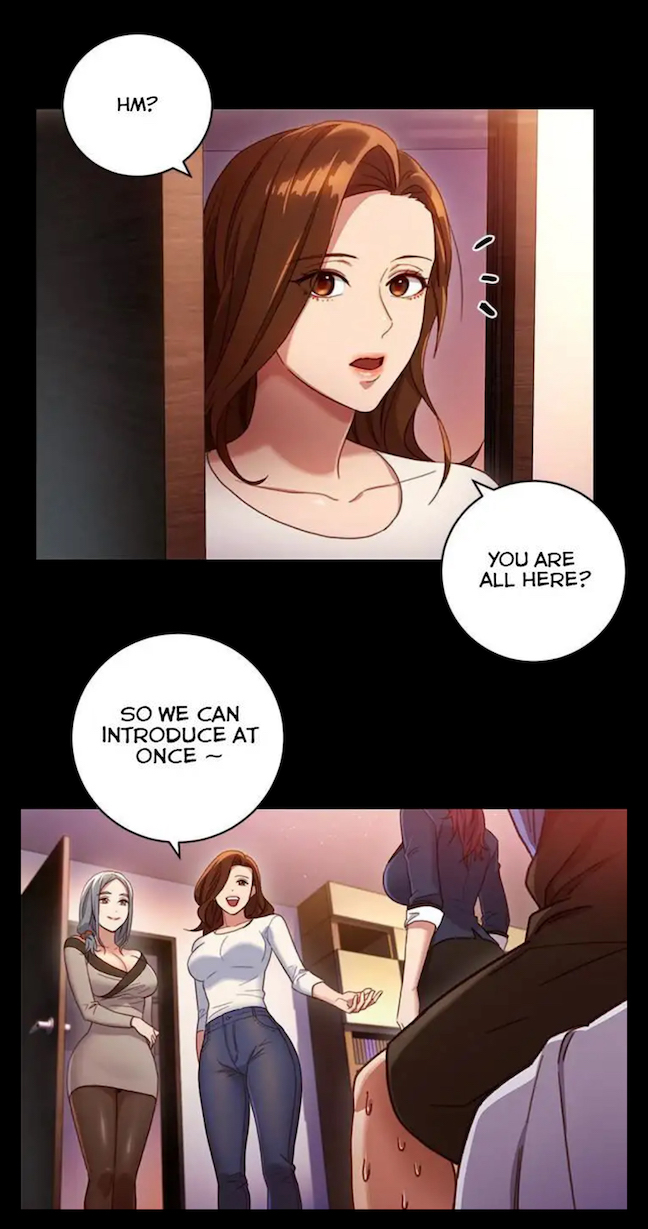 HM?
YOU ARE
ALL HERE?
SO WE CAN
INTRODUCE AT
ONCE ~